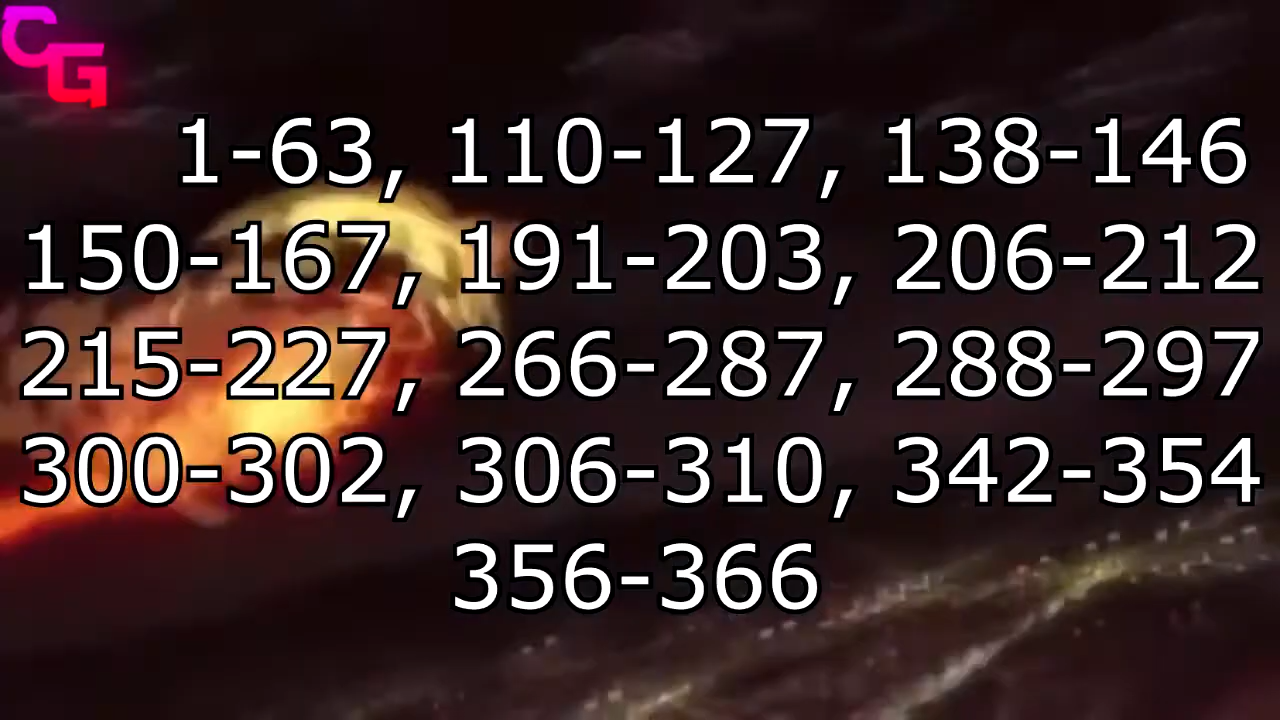 CG
1-63, 110-127, 138-146
150-167, 191-203, 206-212
215-227, 266-287, 288-297
300-302, 306-310, 342-354
356-366